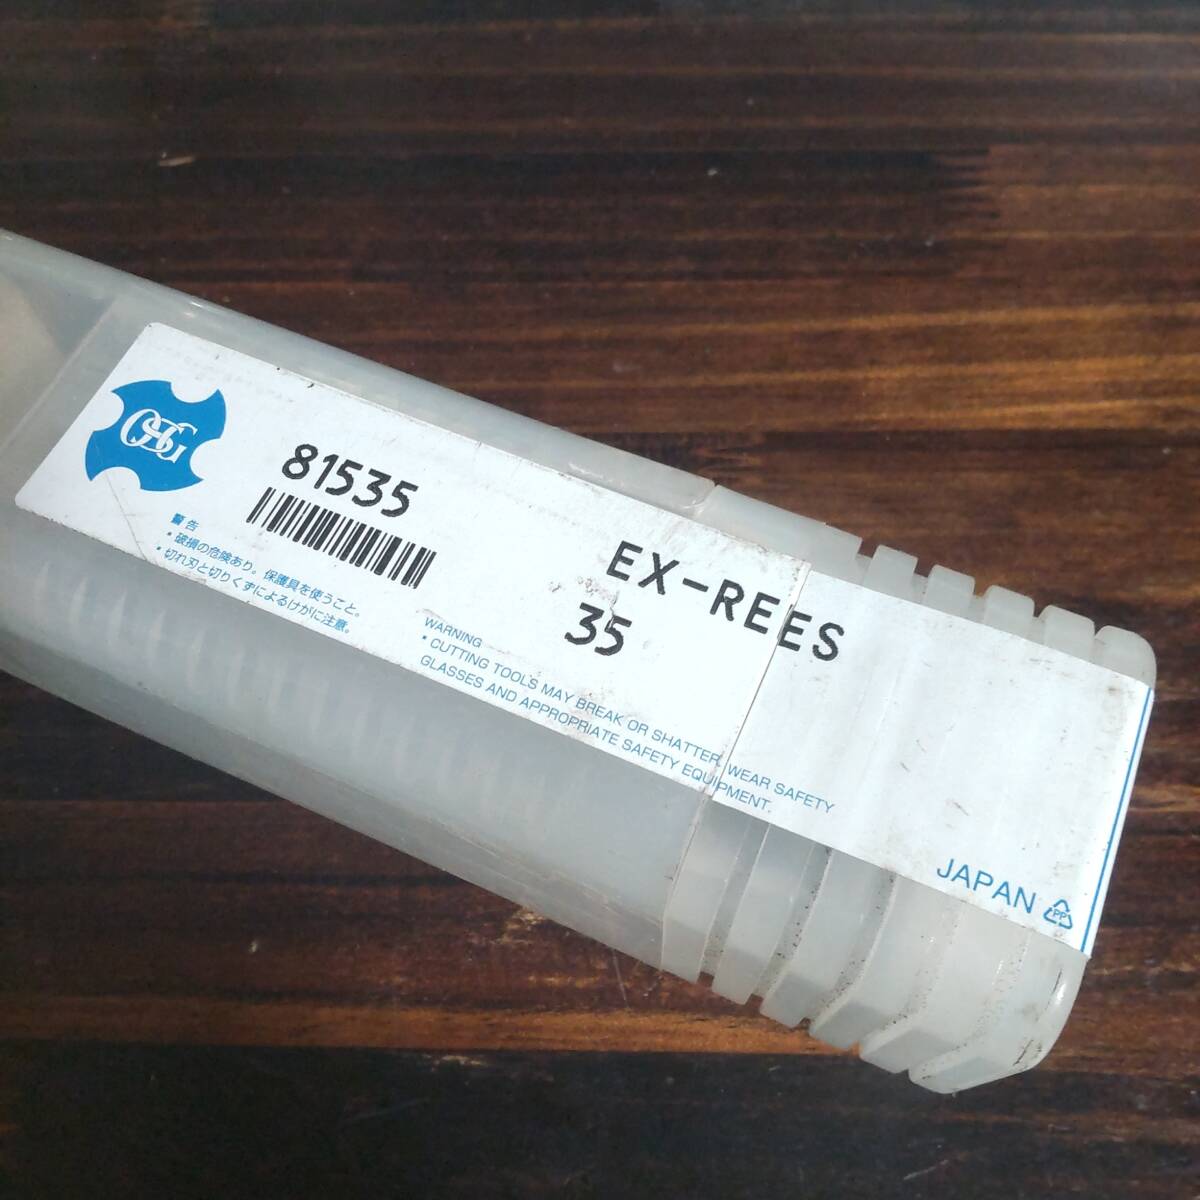 OSG
81535
EX-REES
35
警告
・破損の危険あり。保護具を使うこと。
・切れ刃と切りくずによるけがに注意。
WARNING
・CUTTING TOOLS MAY BREAK OR SHATTER, WEAR SAFETY
GLASSES AND APPROPRIATE SAFETY EQUIPMENT.
JAPAN
PP